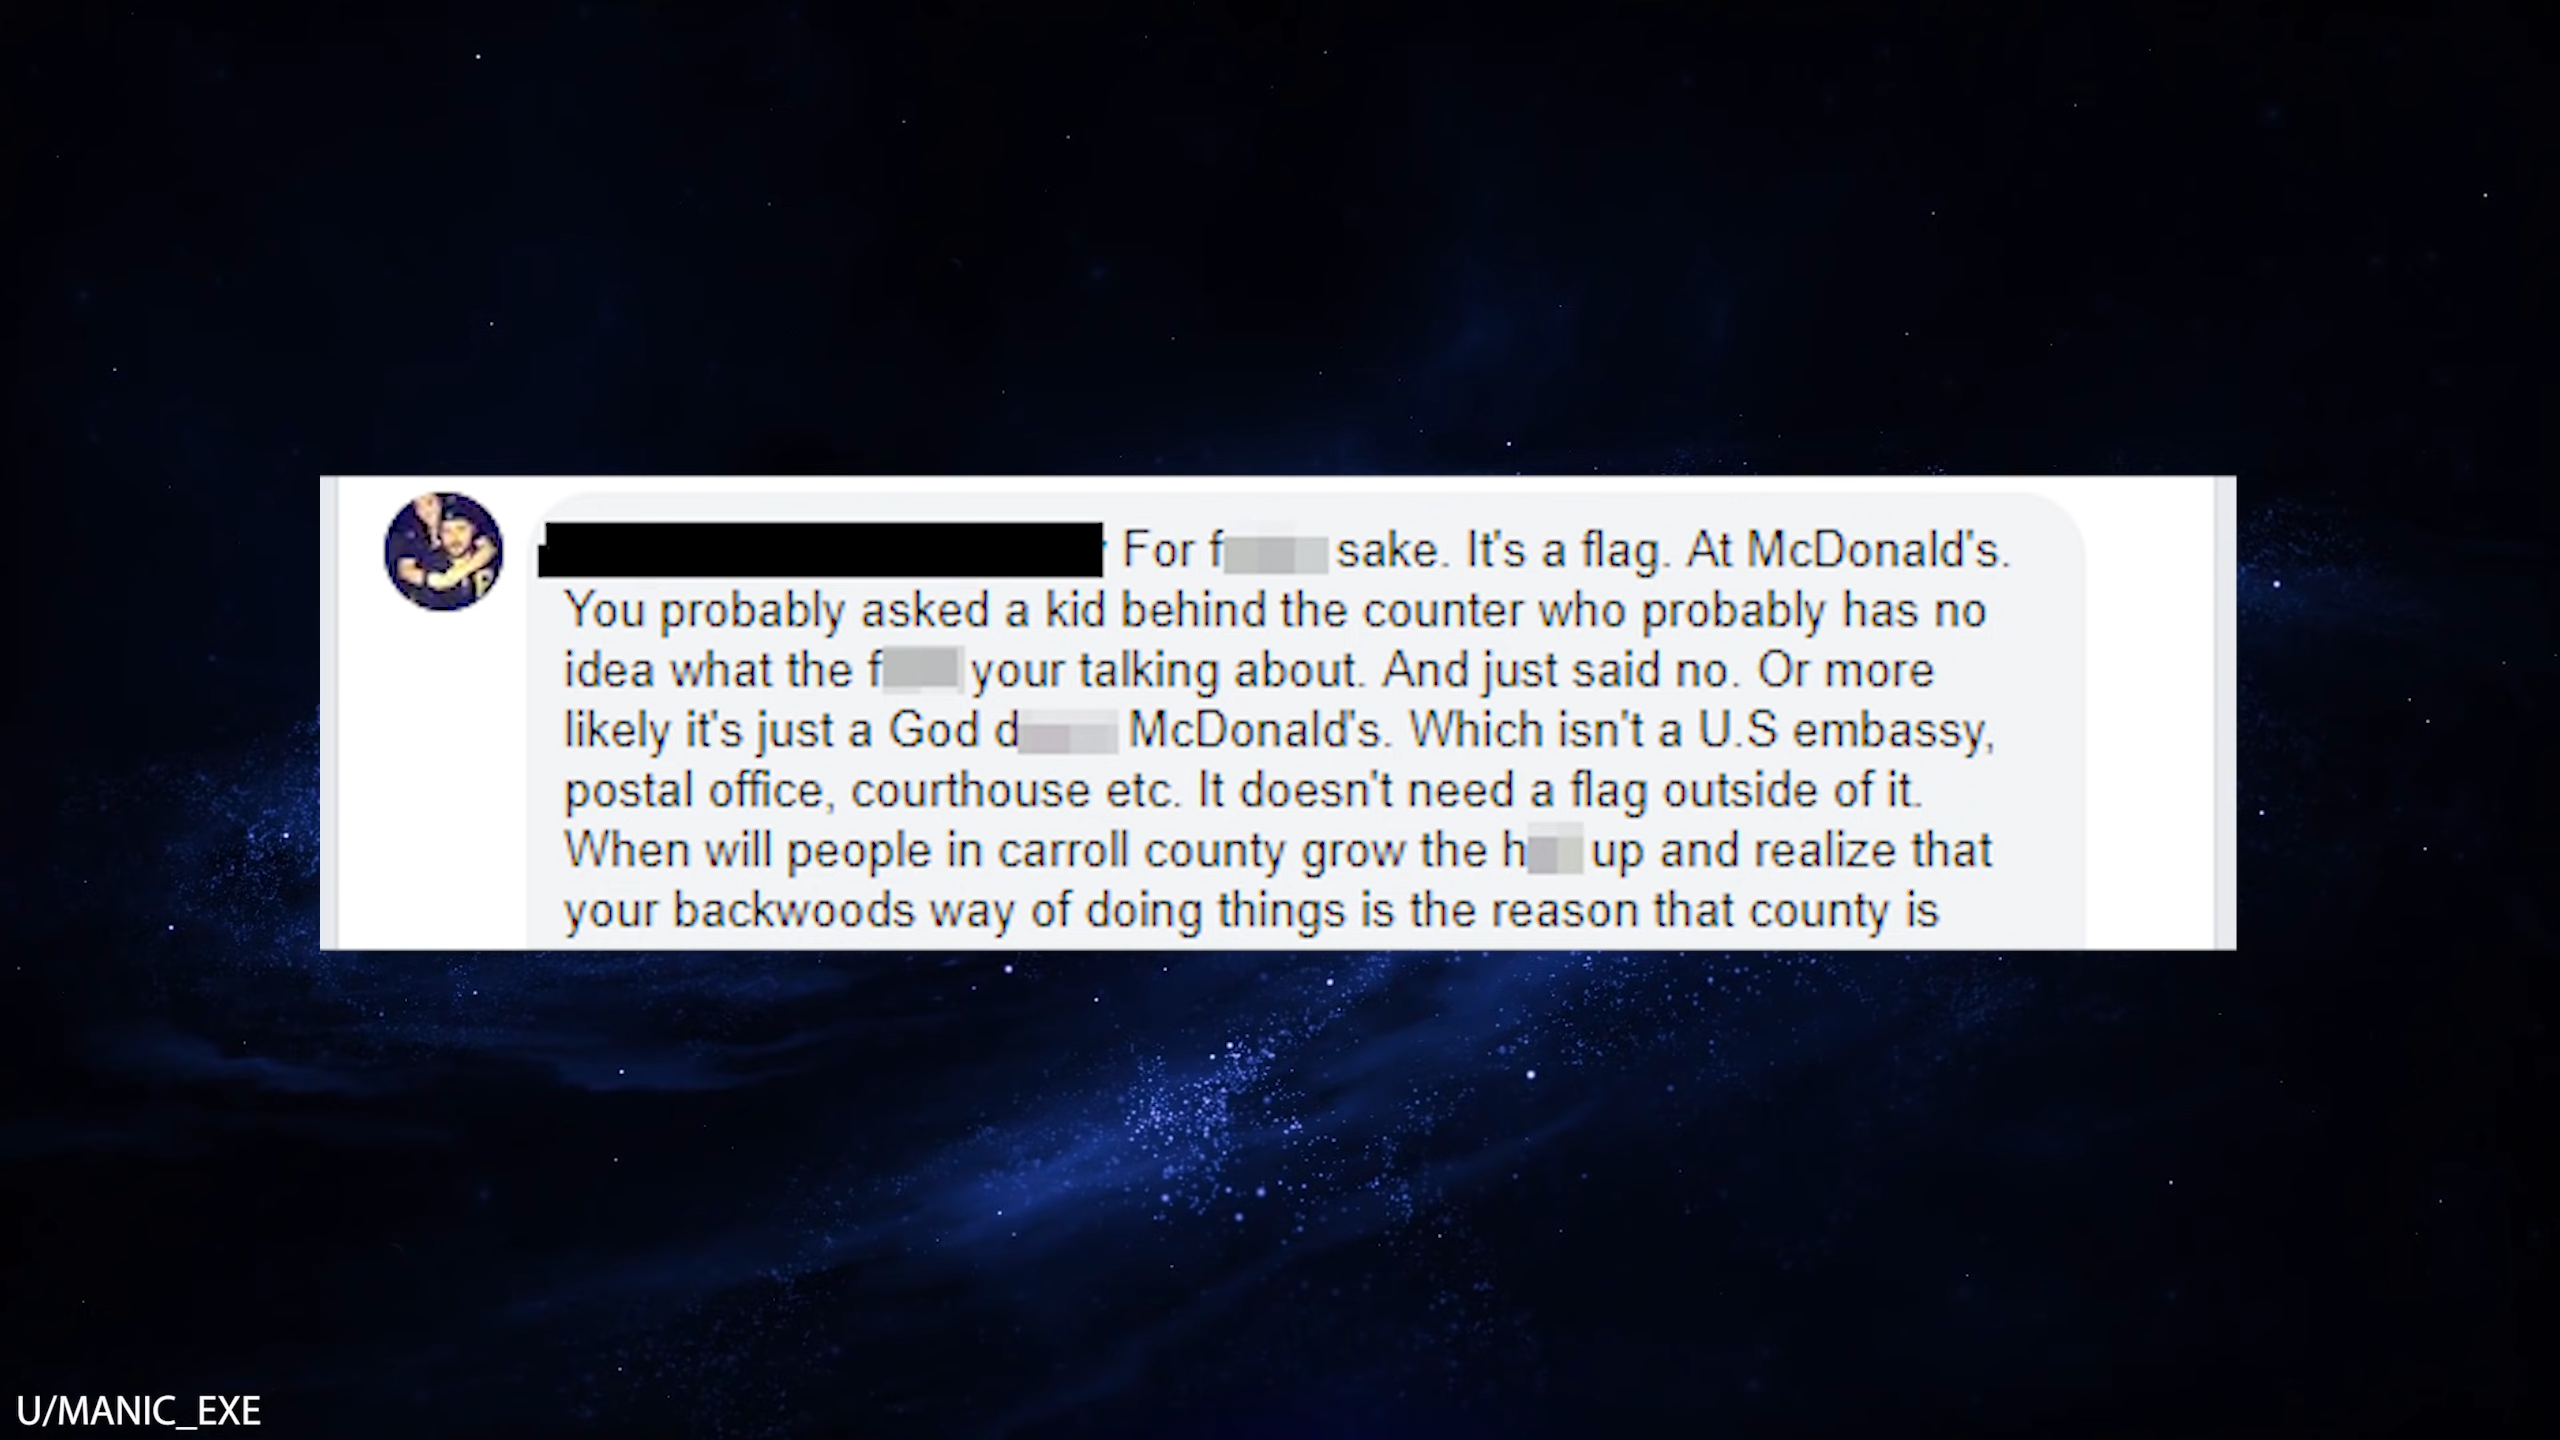 For f sake. It's a flag. At McDonald's.
You probably asked a kid behind the counter who probably has no
idea what the f your talking about. And just said no. Or more
likely it's just a God d McDonald's. Which isn't a U.S embassy,
postal office, courthouse etc. It doesn't need a flag outside of it.
When will people in carroll county grow the h up and realize that
your backwoods way of doing things is the reason that county is
U/MANIC_EXE